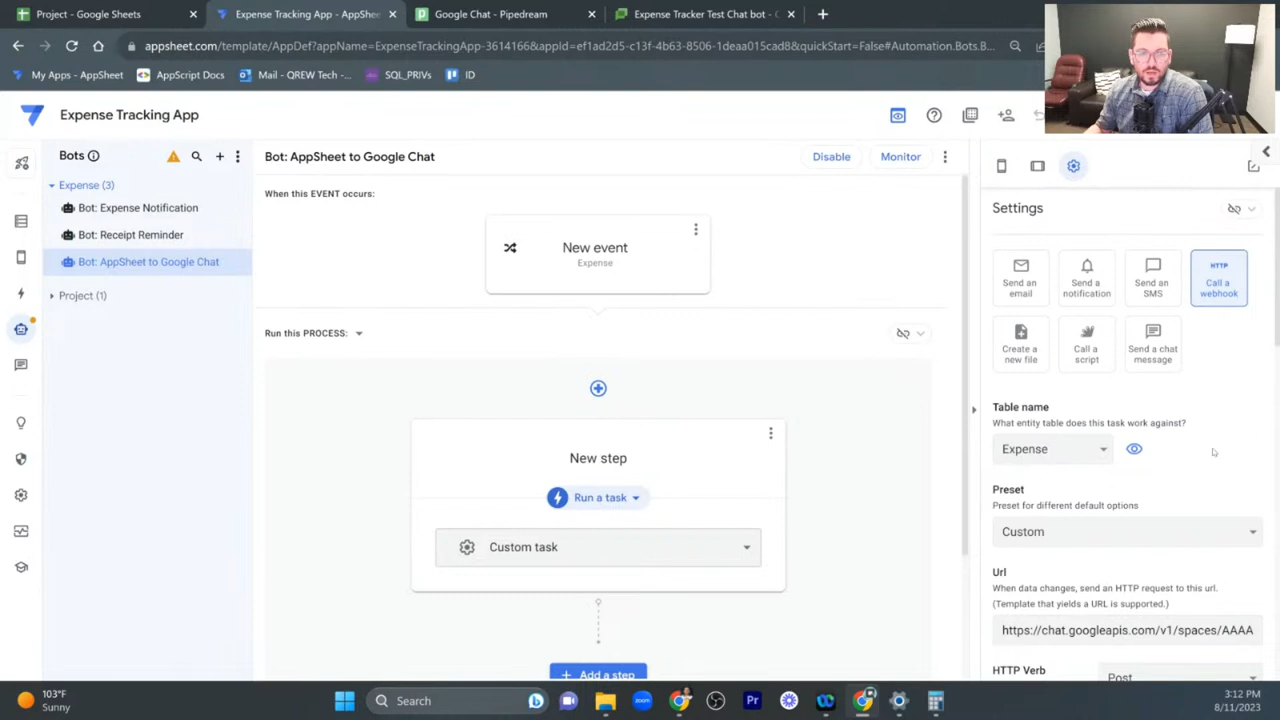 Project - Google Sheets
Expense Tracking App - AppShee
Google Chat - Pipedream
Expense Tracker Test Chat bot -
appsheet.com/template/AppDef?appName=ExpenseTrackingApp-3614166&appId=ef1ad2d5-c13f-4b63-8506-1deaa015cad8&quickStart=False#Automation.Bots.B...
My Apps - AppSheet
AppScript Docs
Mail - QREW Tech -...
SQL_PRIVs
ID
Expense Tracking App
Bots
Expense (3)
Bot: Expense Notification
Bot: Receipt Reminder
Bot: AppSheet to Google Chat
Project (1)
Bot: AppSheet to Google Chat
Disable
Monitor
When this EVENT occurs:
New event
Expense
Run this PROCESS:
New step
Run a task
Custom task
+ Add a step
Settings
Send an email
Send a notification
Send an SMS
HTTP
Call a webhook
Create a new file
Call a script
Send a chat message
Table name
What entity table does this task work against?
Expense
Preset
Preset for different default options
Custom
Url
When data changes, send an HTTP request to this url.
(Template that yields a URL is supported.)
https://chat.googleapis.com/v1/spaces/AAAA
HTTP Verb
Post
103°F
Sunny
Search
zoom
Pr
3:12 PM
8/11/2023